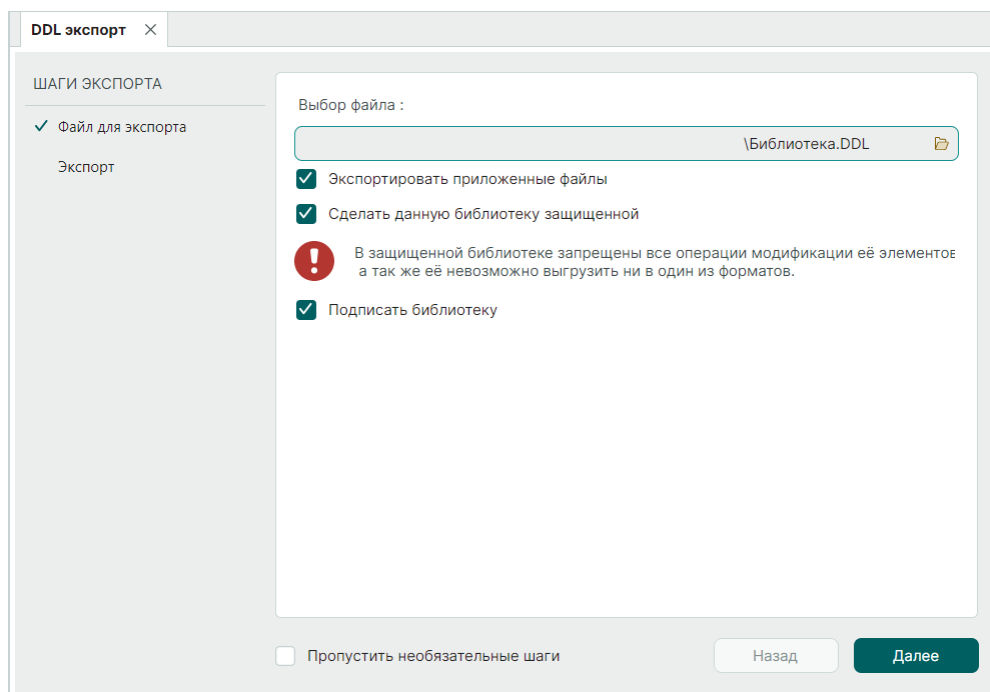 DDL экспорт
ШАГИ ЭКСПОРТА
Файл для экспорта
Экспорт
Выбор файла :
\Библиотека.DDL
Экспортировать приложенные файлы
Сделать данную библиотеку защищенной
В защищенной библиотеке запрещены все операции модификации её элементов
а так же её невозможно выгрузить ни в один из форматов.
Подписать библиотеку
Пропустить необязательные шаги
Назад
Далее